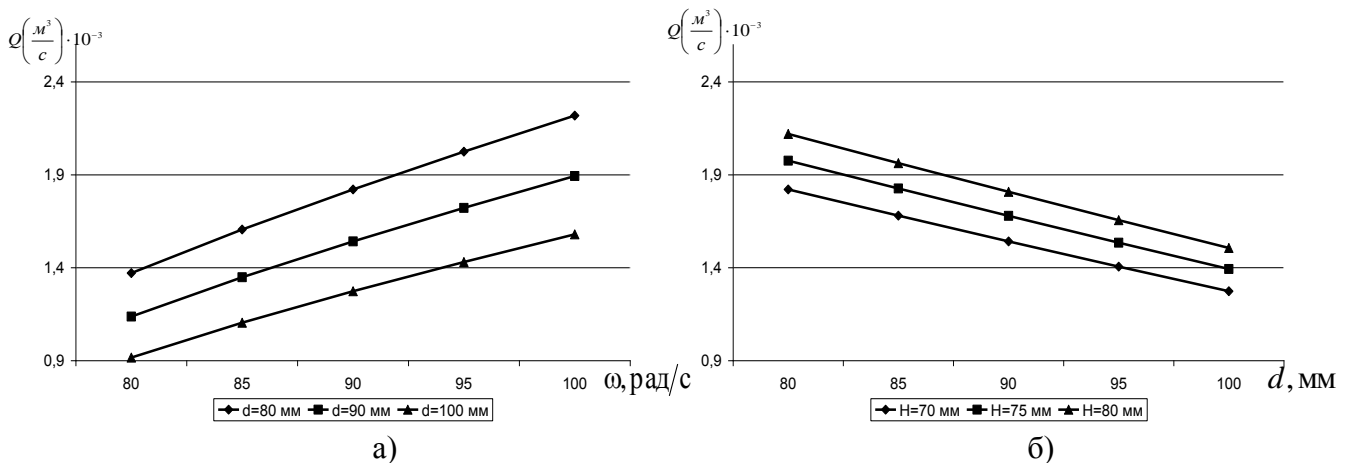 Q(м³/с)·10⁻³
2,4
1,9
1,4
0,9
80 85 90 95 100 ω, рад/с
d=80 мм d=90 мм d=100 мм
а)
Q(м³/с)·10⁻³
2,4
1,9
1,4
0,9
80 85 90 95 100 d, мм
H=70 мм H=75 мм H=80 мм
б)